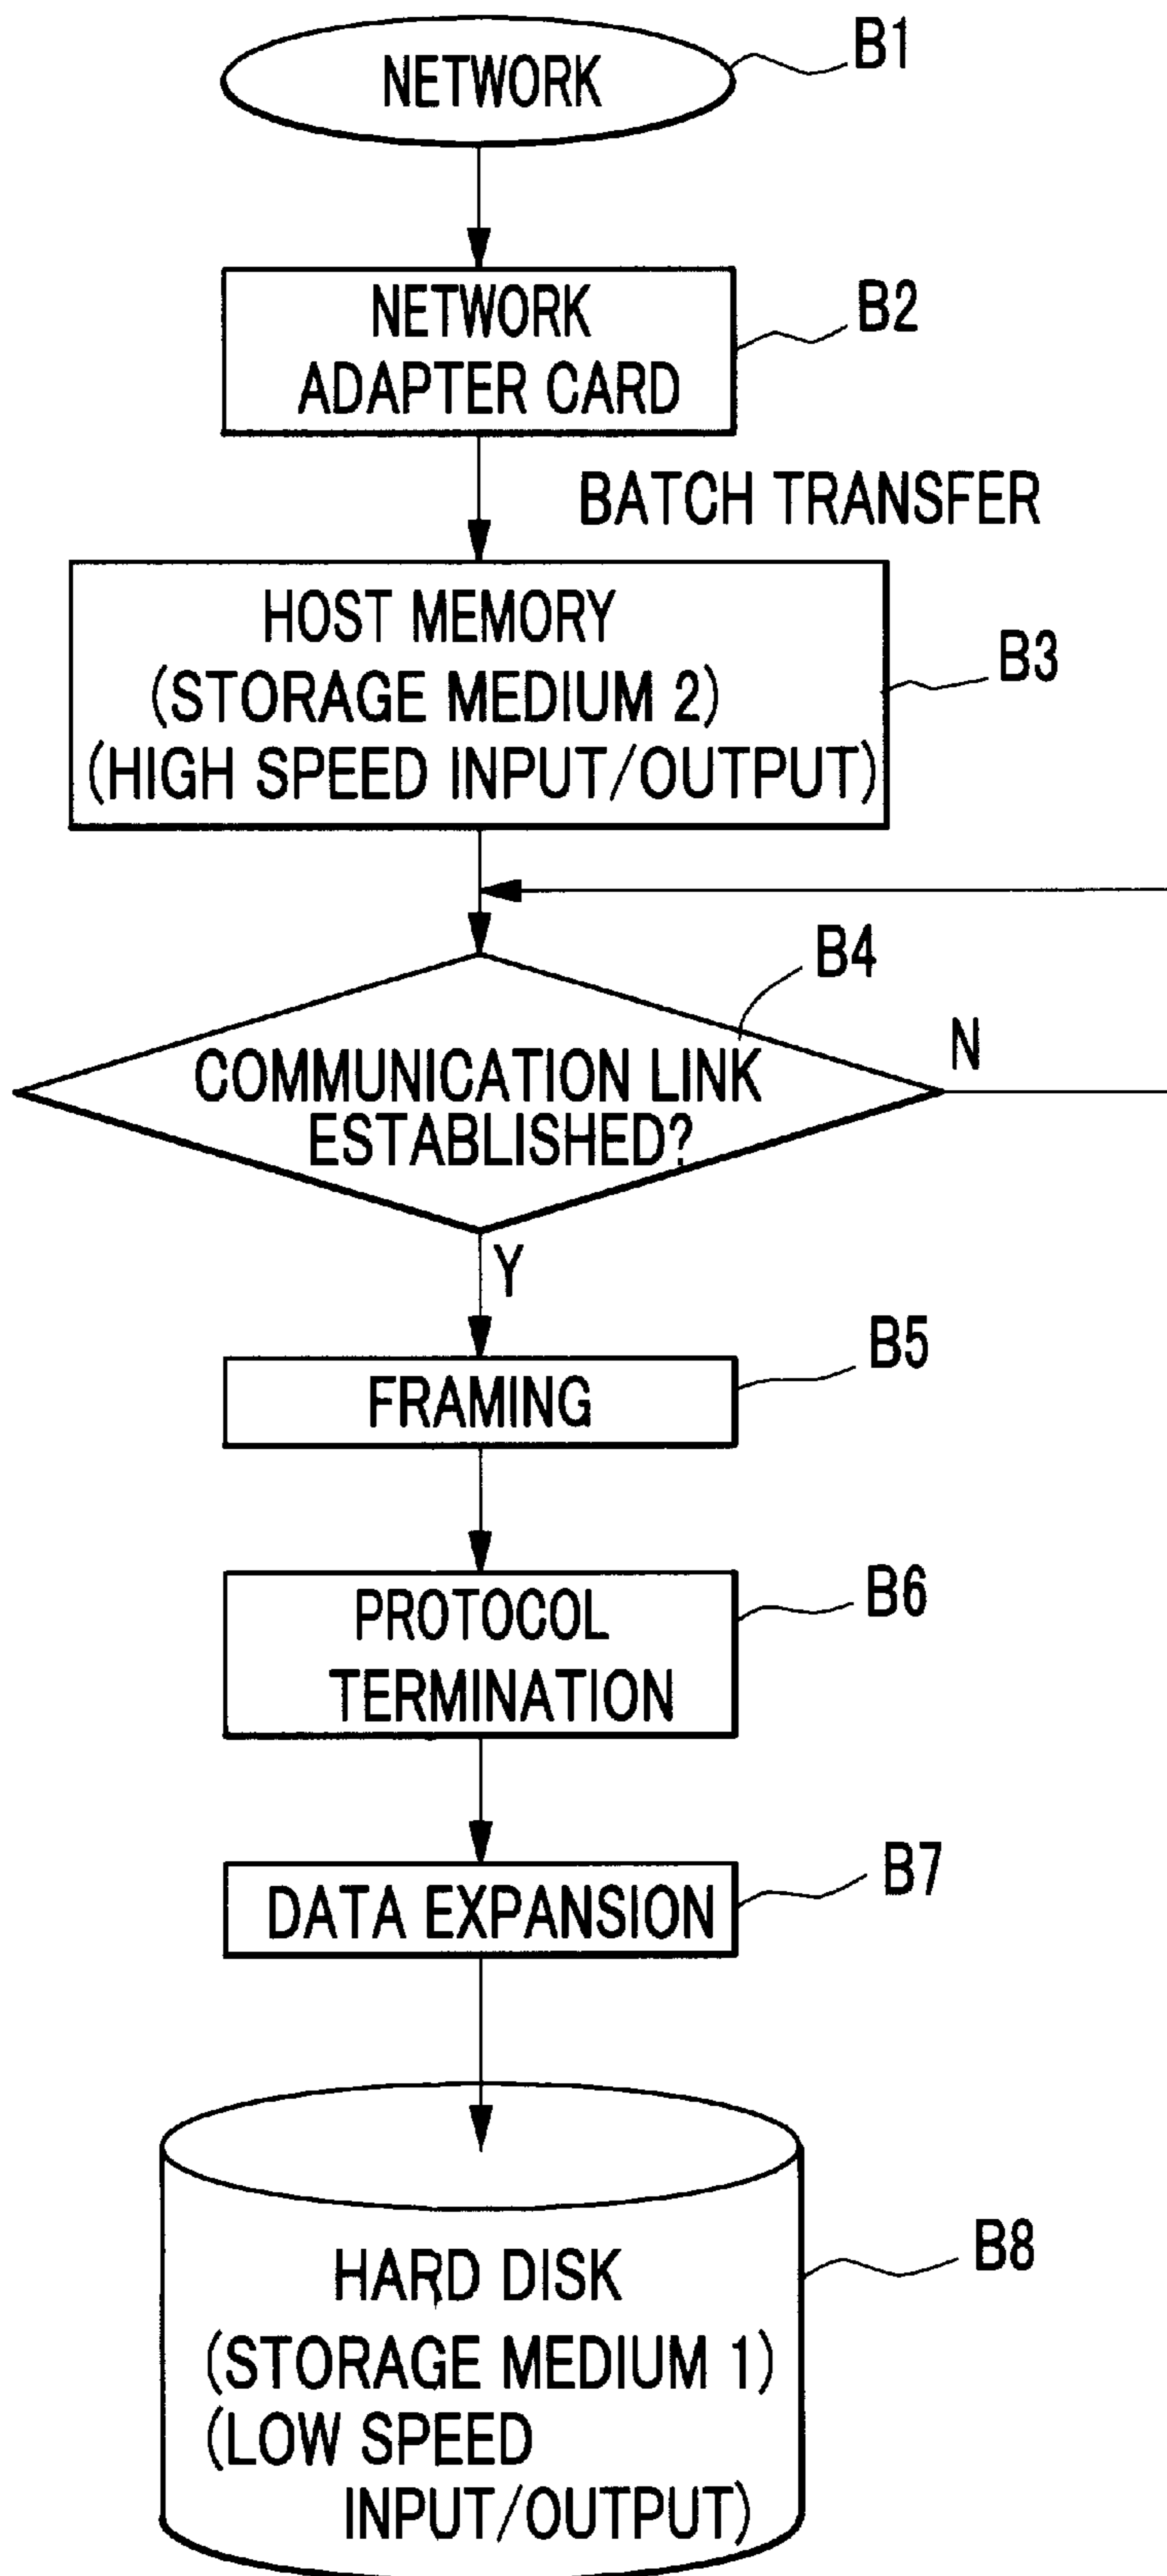 NETWORK
B1
NETWORK
ADAPTER CARD
B2
BATCH TRANSFER
HOST MEMORY
(STORAGE MEDIUM 2)
(HIGH SPEED INPUT/OUTPUT)
B3
B4
COMMUNICATION LINK
ESTABLISHED?
N
Y
FRAMING
B5
PROTOCOL
TERMINATION
B6
DATA EXPANSION
B7
HARD DISK
(STORAGE MEDIUM 1)
(LOW SPEED
INPUT/OUTPUT)
B8